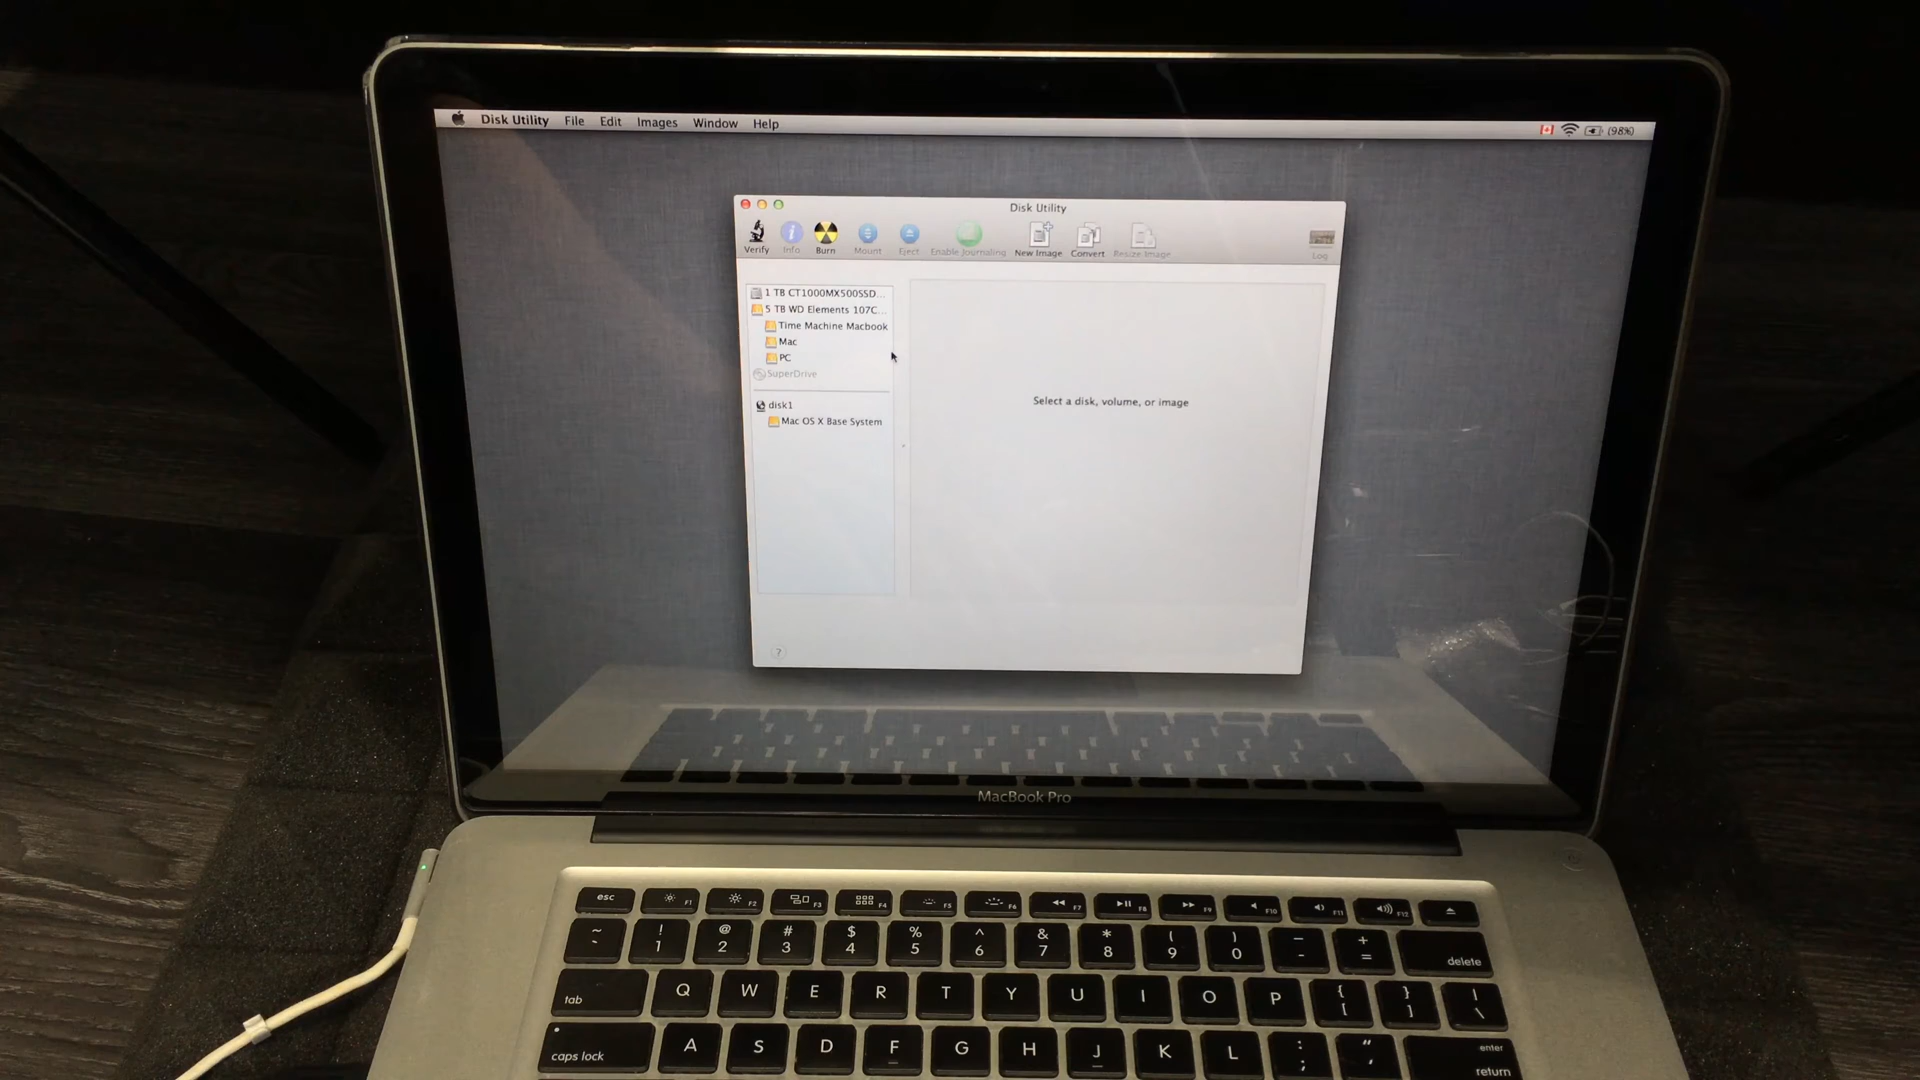 Disk Utility File Edit Images Window Help (98%)
Disk Utility
Verify Info Burn Mount Eject Enable Journaling New Image Convert Resize Image Log
1 TB CT1000MX500SSD...
5 TB WD Elements 107C...
Time Machine Macbook
Mac
PC
SuperDrive
disk1
Mac OS X Base System
Select a disk, volume, or image
?
MacBook Pro
esc F1 F2 F3 F4 F5 F6 F7 F8 F9 F10 F11 F12
~ ! @ # $ % ^ & * ( ) — +
` 1 2 3 4 5 6 7 8 9 0 - = delete
tab Q W E R T Y U I O P { [ } ] | \
caps lock A S D F G H J K L : ; " ' enter return